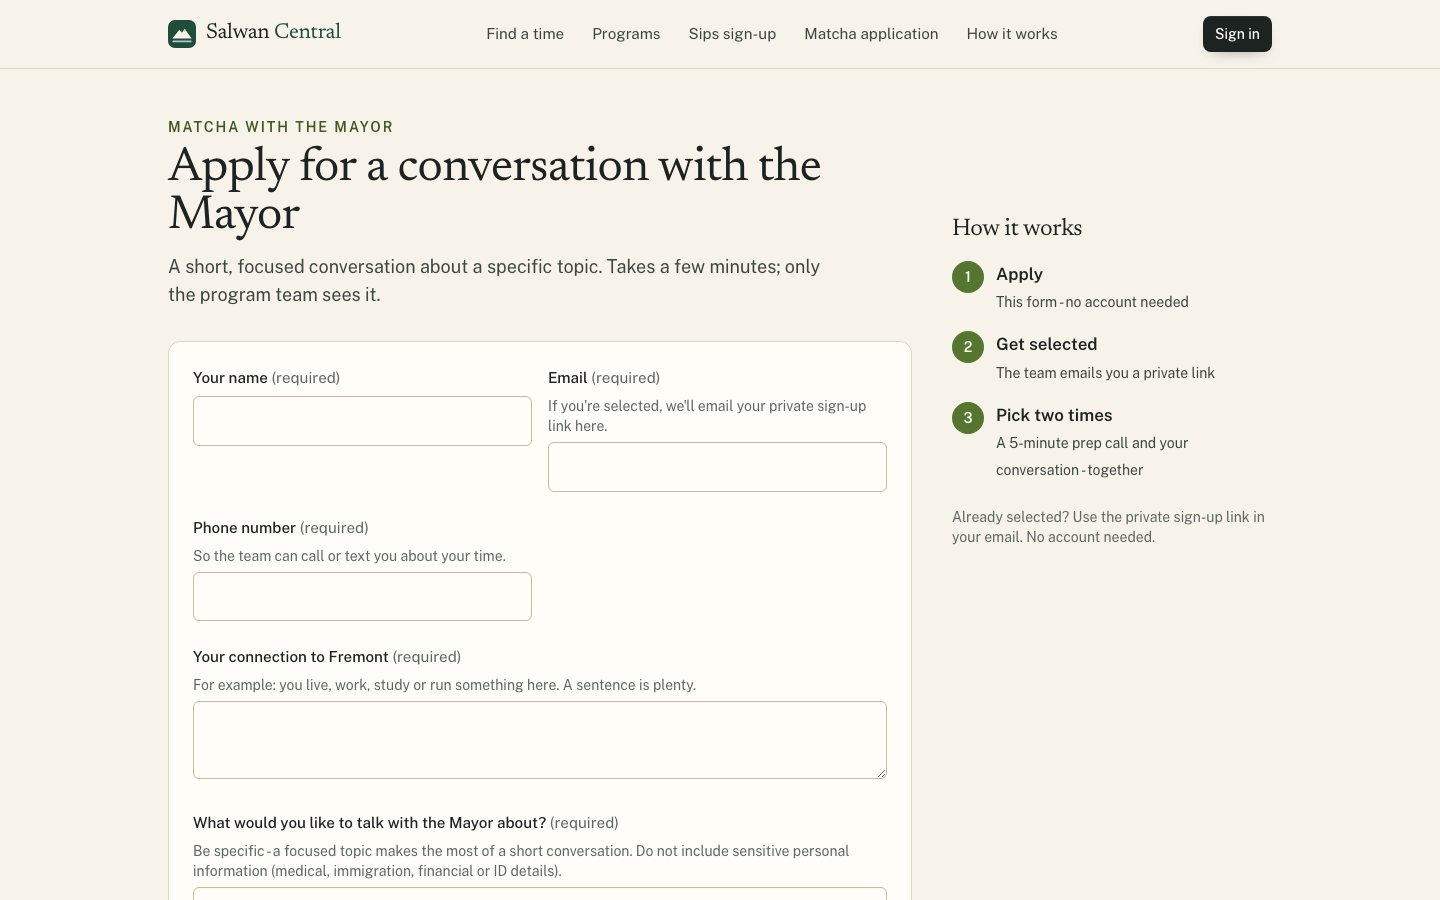 Salwan Central
Find a time
Programs
Sips sign-up
Matcha application
How it works
Sign in
MATCHA WITH THE MAYOR
Apply for a conversation with the
Mayor
A short, focused conversation about a specific topic. Takes a few minutes; only
the program team sees it.
Your name (required)
Email (required)
If you're selected, we'll email your private sign-up
link here.
Phone number (required)
So the team can call or text you about your time.
Your connection to Fremont (required)
For example: you live, work, study or run something here. A sentence is plenty.
What would you like to talk with the Mayor about? (required)
Be specific - a focused topic makes the most of a short conversation. Do not include sensitive personal
information (medical, immigration, financial or ID details).
How it works
1
Apply
This form - no account needed
2
Get selected
The team emails you a private link
3
Pick two times
A 5-minute prep call and your
conversation - together
Already selected? Use the private sign-up link in
your email. No account needed.